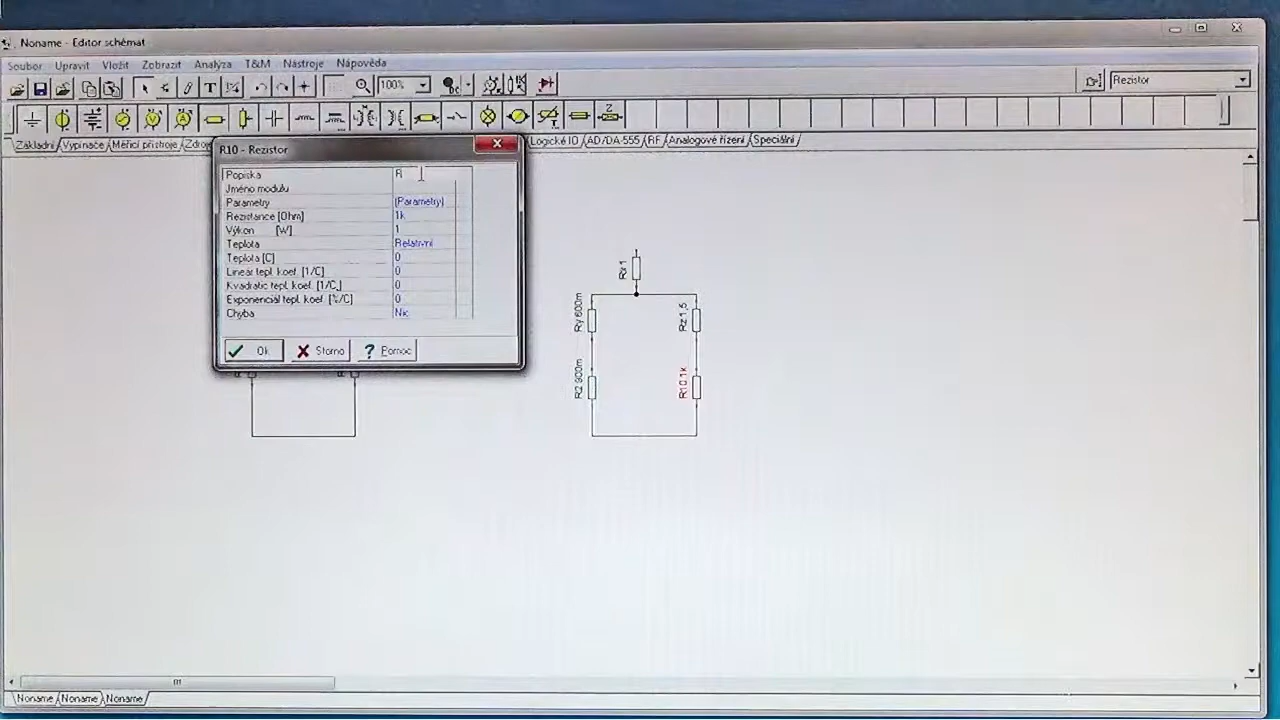 Noname - Editor schémat
Soubor Upravit Vložit Zobrazit Analýza T&M Nástroje Nápověda
100%
Rezistor
Z
Základní Vypínače Měřicí přístroje Zdroj
Logické IO AD/DA-555 RF Analogové řízení Speciální
R10 - Rezistor
Popiska R
Jméno modulu
Parametry (Parametry)
Rezistance [Ohm] 1k
Výkon [W] 1
Teplota Relativní
Teplota [C] 0
Lineár tepl. koef. [1/C] 0
Kvadratic tepl. koef. [1/C,] 0
Exponenciál tepl. koef. [%/C] 0
Chyba Nic
Ok Storno Pomoc
Rx 1
Ry 600m
Rz 1,5
R2 900m
R10 1k
Noname Noname Noname